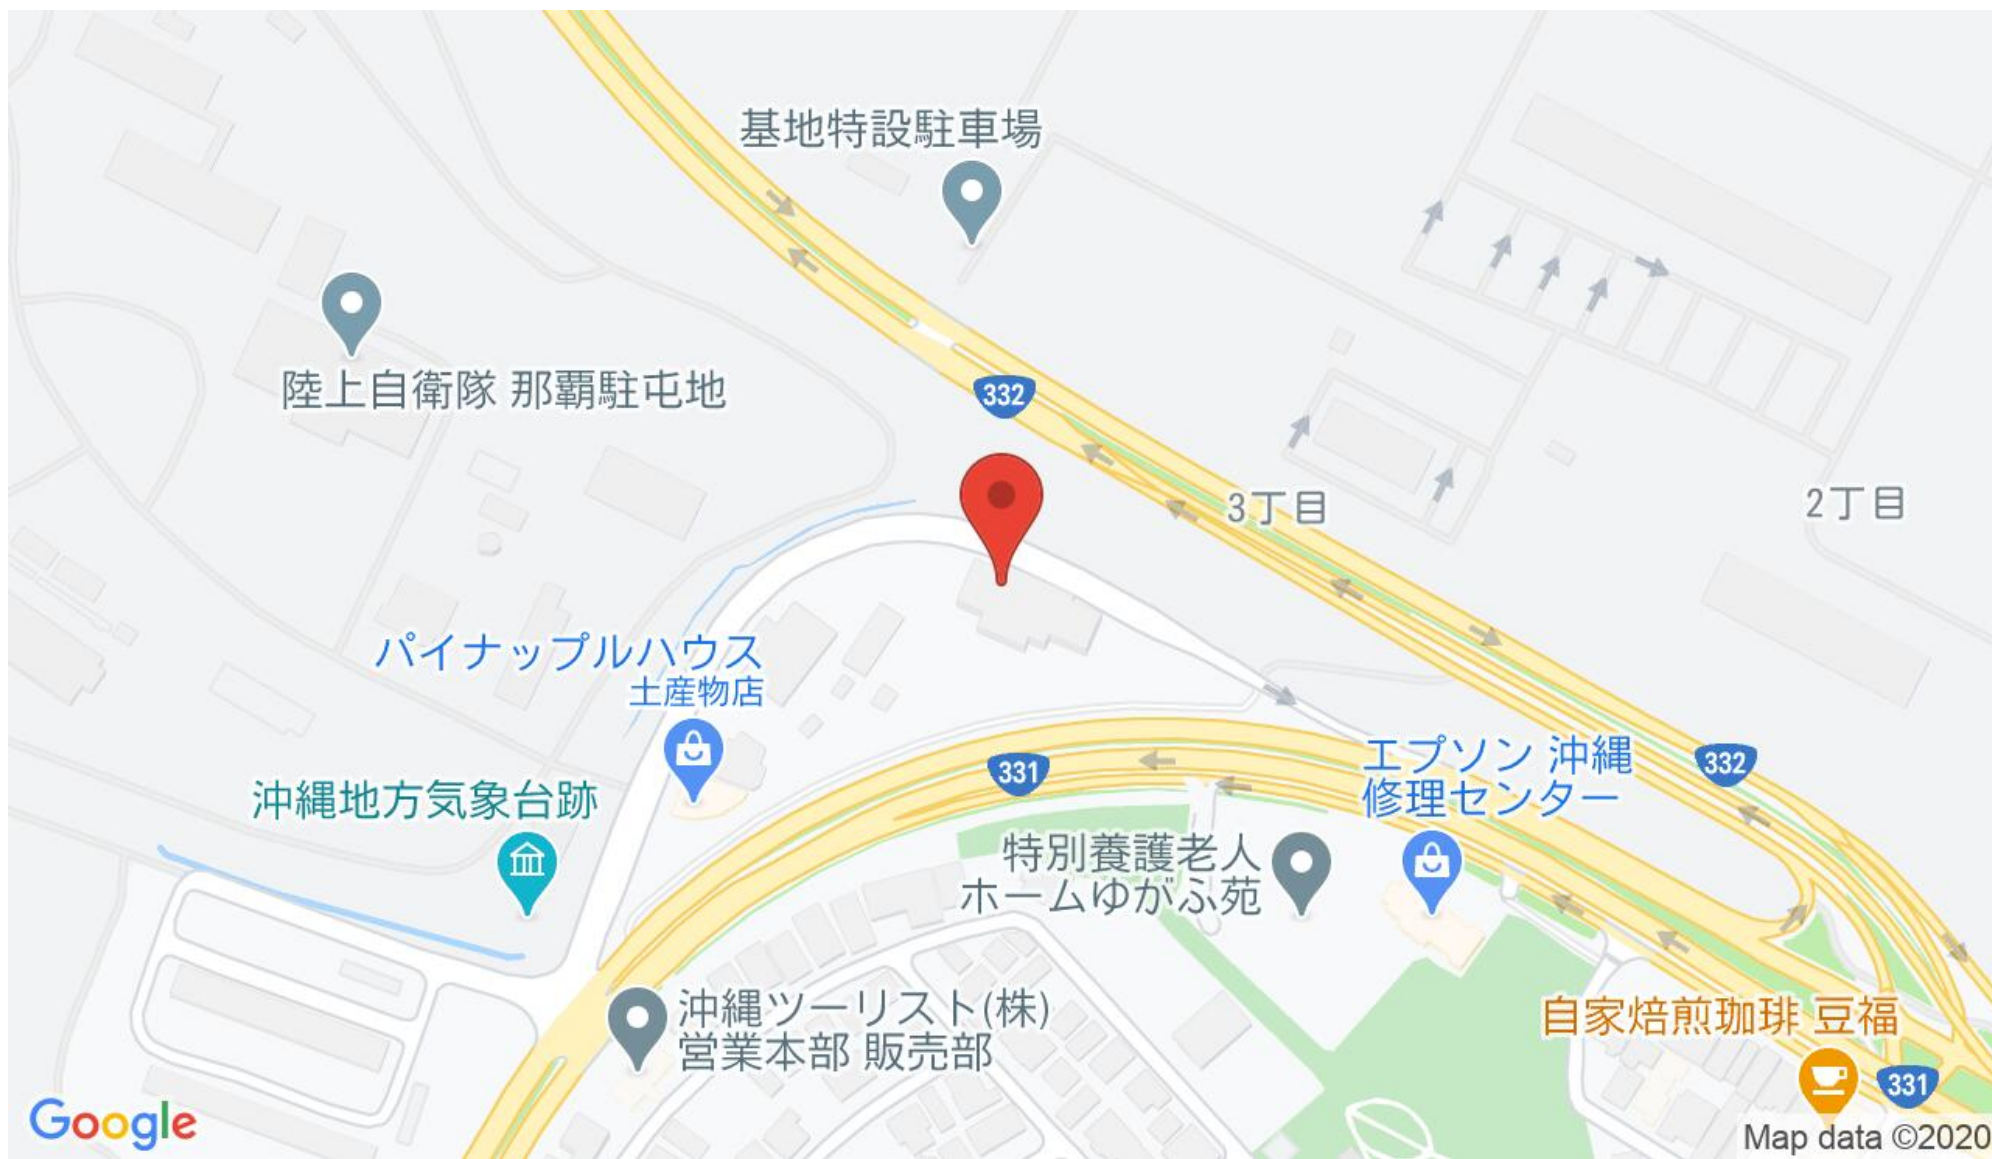 基地特設駐車場
陸上自衛隊 那覇駐屯地
332
3丁目
2丁目
パイナップルハウス
土産物店
331
エプソン 沖縄
修理センター
332
沖縄地方気象台跡
特別養護老人
ホームゆがふ苑
沖縄ツーリスト(株)
営業本部 販売部
自家焙煎珈琲 豆福
331
Google
Map data ©2020